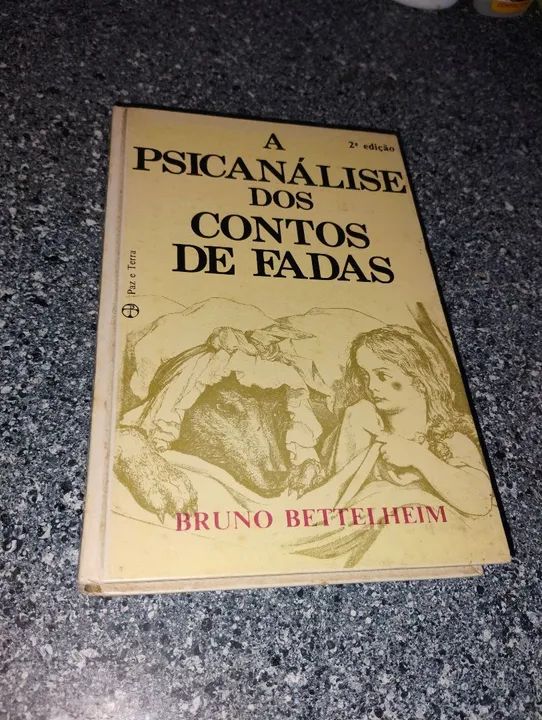 2ª edição
A
PSICANÁLISE
DOS
CONTOS
DE FADAS
Paz e Terra
BRUNO BETTELHEIM